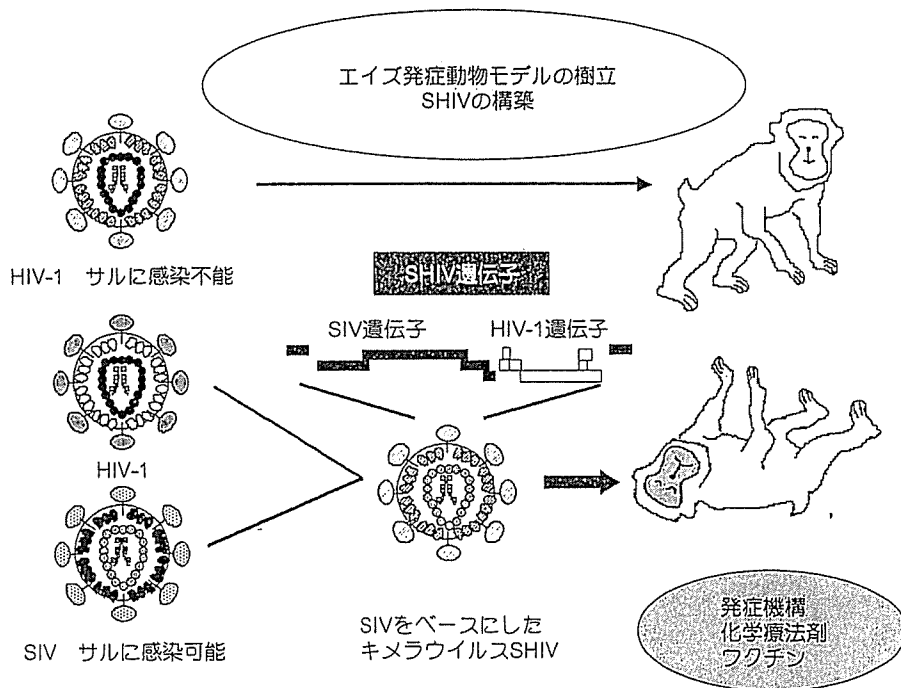 エイズ発症動物モデルの樹立
SHIVの構築
HIV-1 サルに感染不能
SHIV遺伝子
SIV遺伝子
HIV-1遺伝子
HIV-1
SIV サルに感染可能
SIVをベースにした
キメラウイルスSHIV
発症機構
化学療法剤
ワクチン